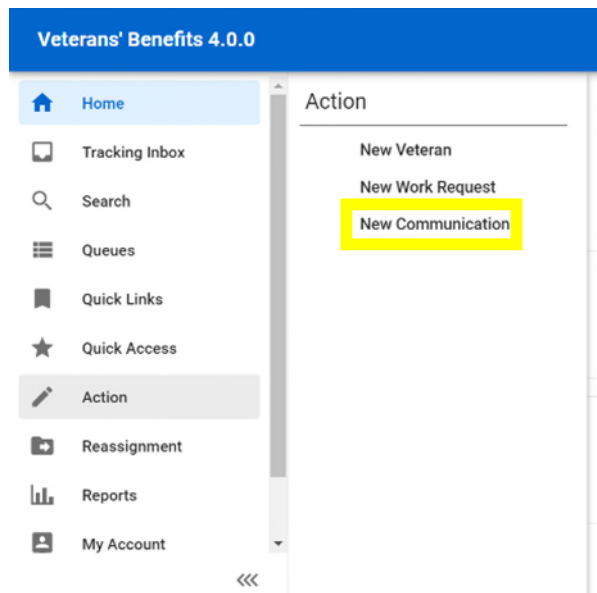 Veterans' Benefits 4.0.0
Home
Tracking Inbox
Search
Queues
Quick Links
Quick Access
Action
Reassignment
Reports
My Account
Action
New Veteran
New Work Request
New Communication